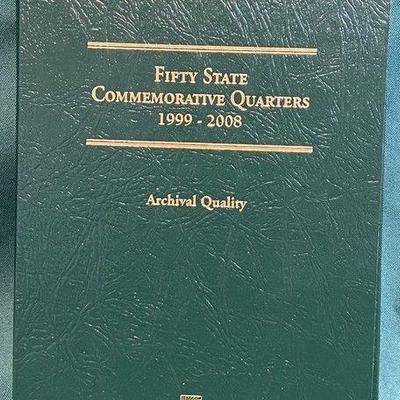 FIFTY STATE
COMMEMORATIVE QUARTERS
1999 - 2008
Archival Quality